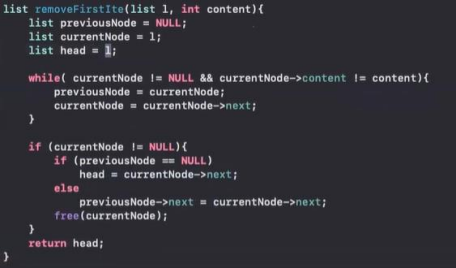 list removeFirstIte(list l, int content){
    list previousNode = NULL;
    list currentNode = l;
    list head = l;

    while( currentNode != NULL && currentNode->content != content){
        previousNode = currentNode;
        currentNode = currentNode->next;
    }

    if (currentNode != NULL){
        if (previousNode == NULL)
            head = currentNode->next;
        else
            previousNode->next = currentNode->next;
        free(currentNode);
    }
    return head;
}